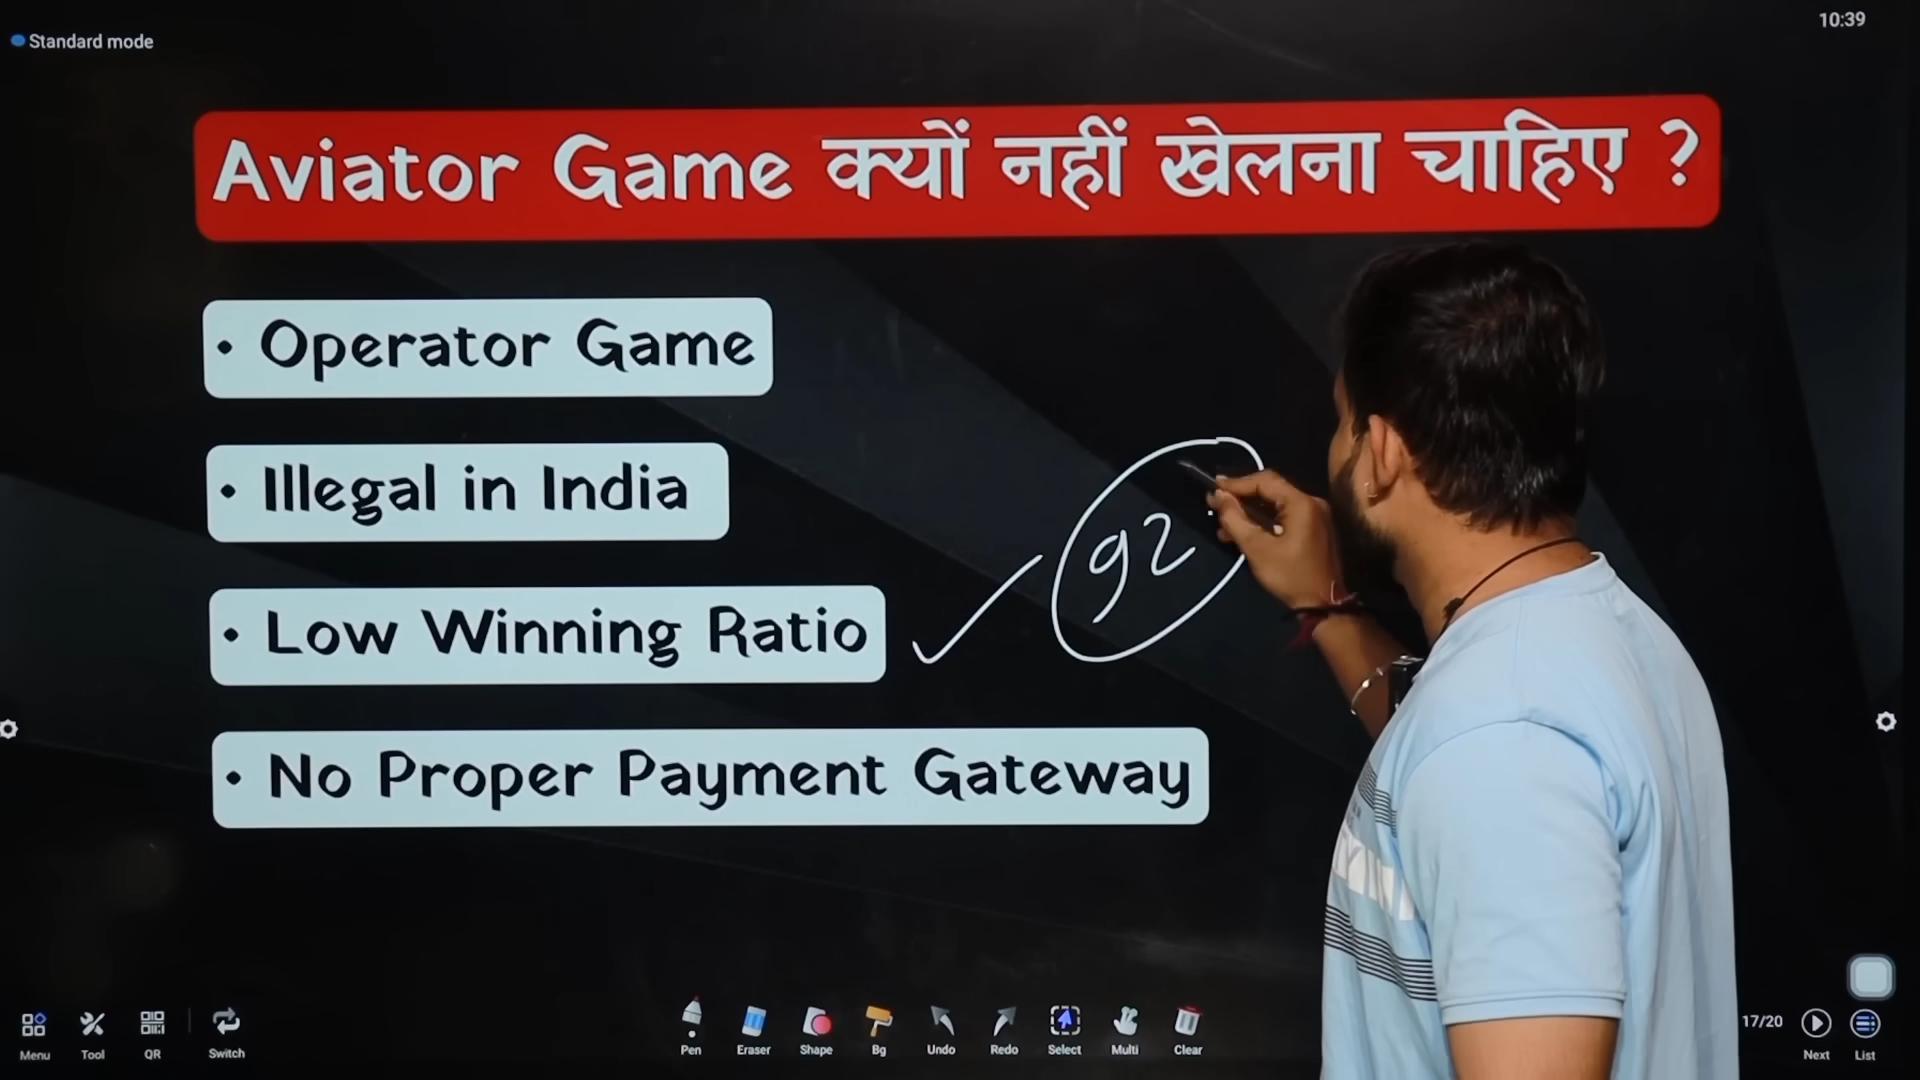 10:39
Standard mode
Aviator Game क्यों नहीं खेलना चाहिए ?
• Operator Game
• Illegal in India
• Low Winning Ratio
92
• No Proper Payment Gateway
Menu Tool QR Switch Pen Eraser Shape Bg Undo Redo Select Multi Clear 17/20 Next List